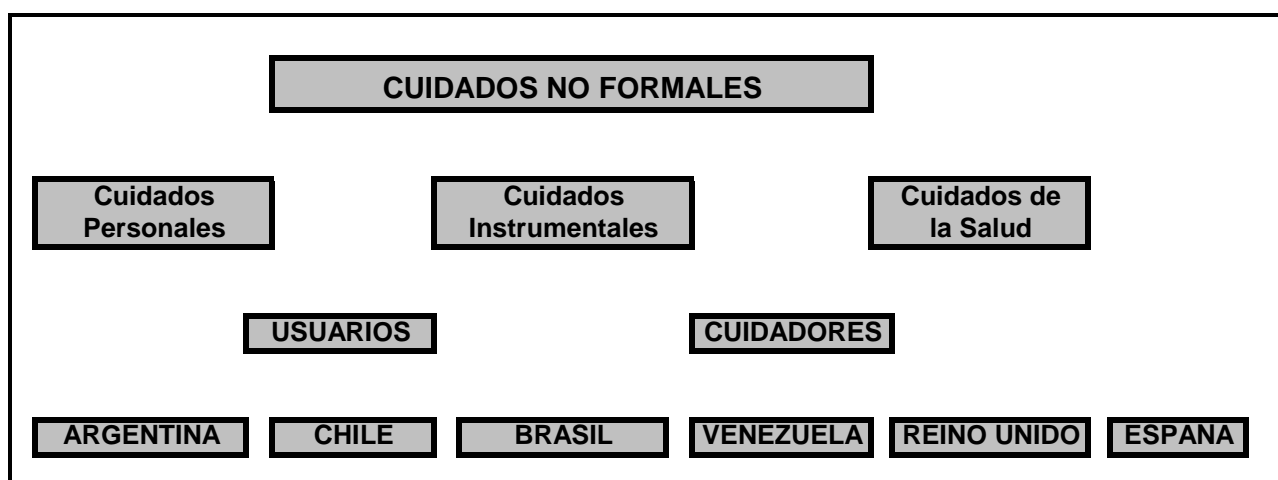 CUIDADOS NO FORMALES
Cuidados Personales
Cuidados Instrumentales
Cuidados de la Salud
USUARIOS
CUIDADORES
ARGENTINA
CHILE
BRASIL
VENEZUELA
REINO UNIDO
ESPAÑA